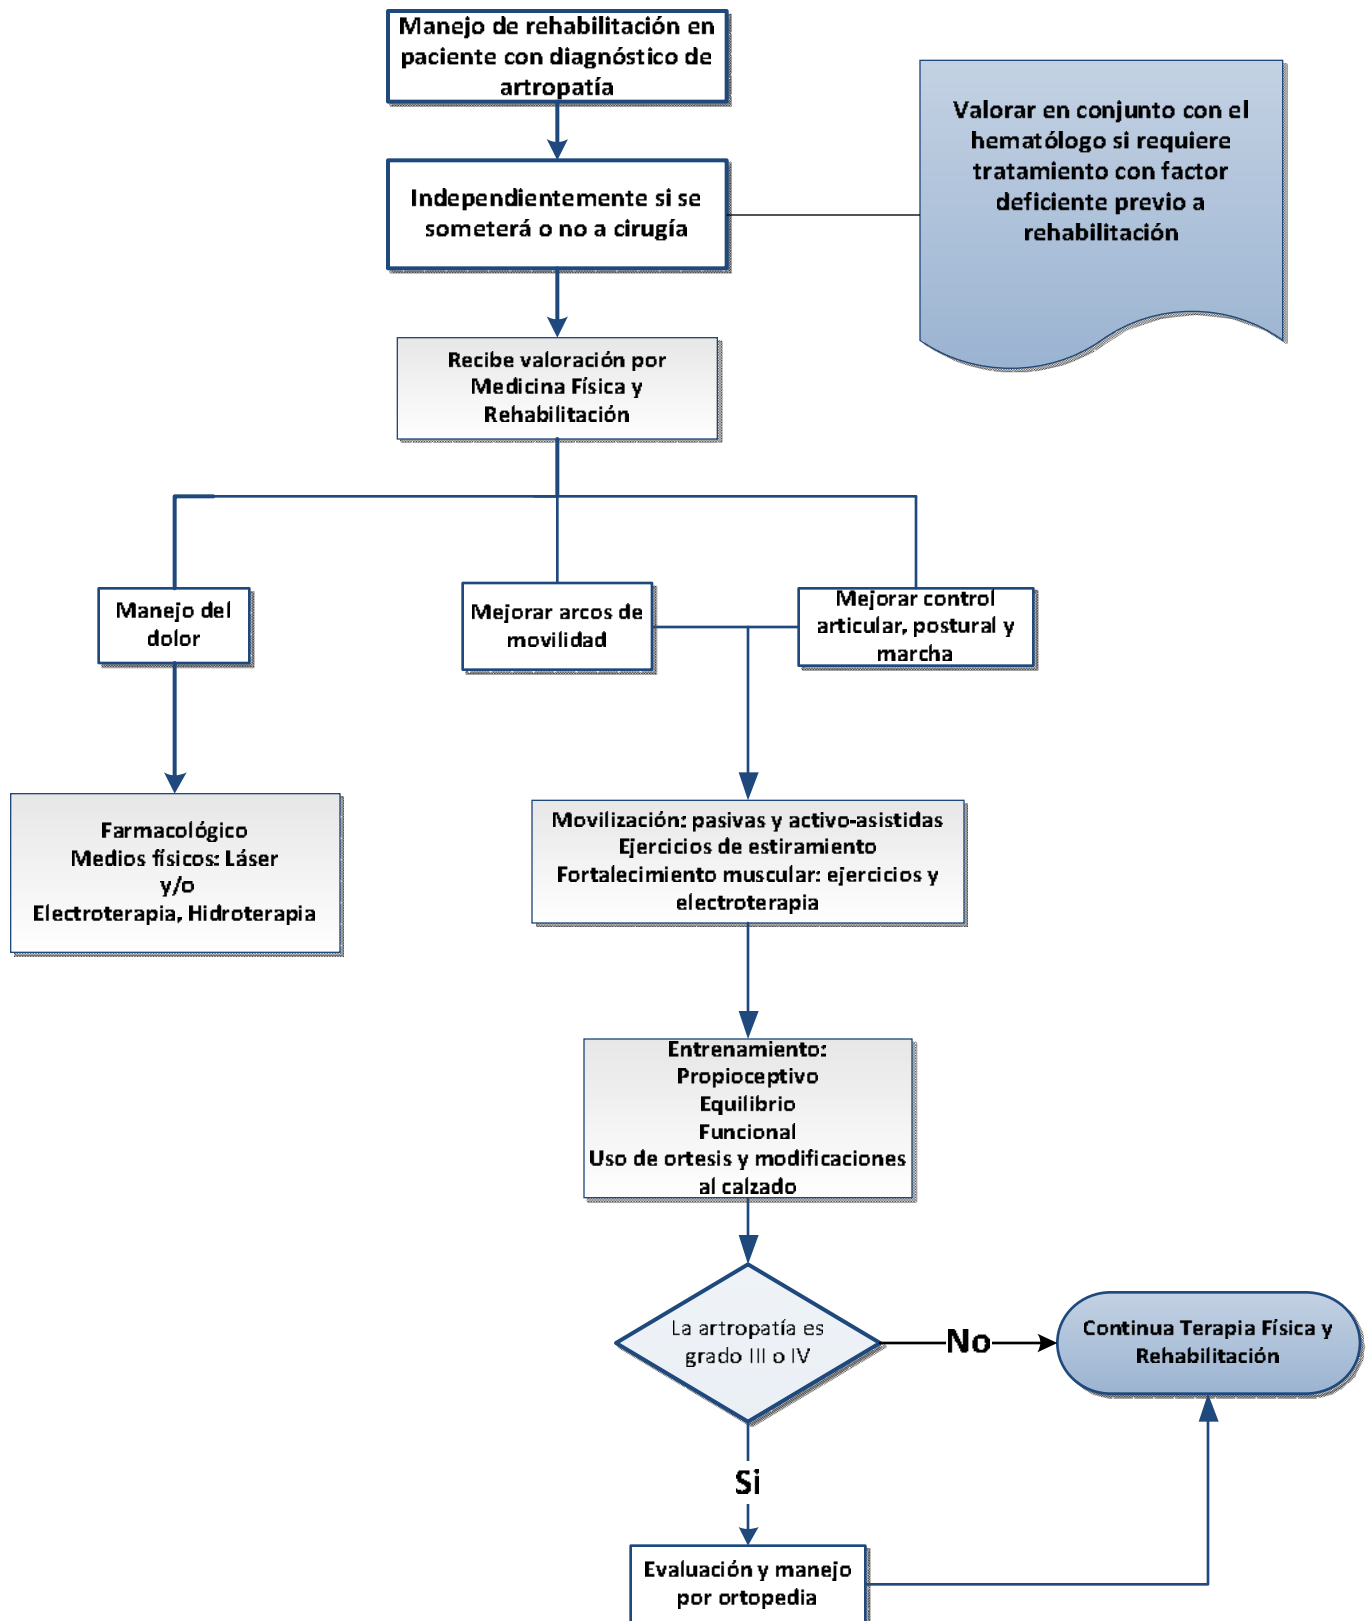 Manejo de rehabilitación en
paciente con diagnóstico de
artropatía
Valorar en conjunto con el
hematólogo si requiere
tratamiento con factor
deficiente previo a
rehabilitación
Independientemente si se
someterá o no a cirugía
Recibe valoración por
Medicina Física y
Rehabilitación
Manejo del
dolor
Mejorar arcos de
movilidad
Mejorar control
articular, postural y
marcha
Farmacológico
Medios físicos: Láser
y/o
Electroterapia, Hidroterapia
Movilización: pasivas y activo-asistidas
Ejercicios de estiramiento
Fortalecimiento muscular: ejercicios y
electroterapia
Entrenamiento:
Propioceptivo
Equilibrio
Funcional
Uso de ortesis y modificaciones
al calzado
La artropatía es
grado III o IV
No
Continua Terapia Física y
Rehabilitación
Si
Evaluación y manejo
por ortopedia